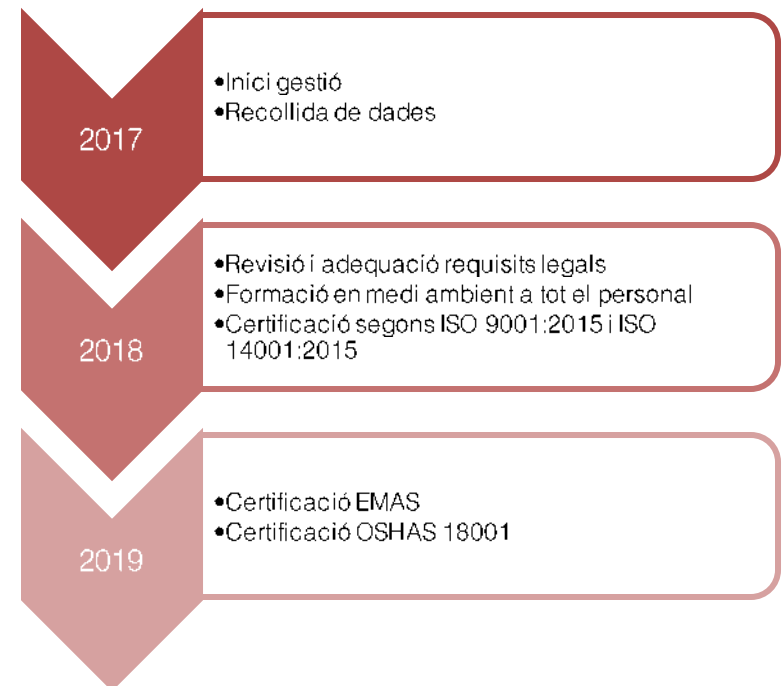 2017
•Inici gestió
•Recollida de dades
2018
•Revisió i adequació requisits legals
•Formació en medi ambient a tot el personal
•Certificació segons ISO 9001:2015 i ISO
14001:2015
2019
•Certificació EMAS
•Certificació OSHAS 18001